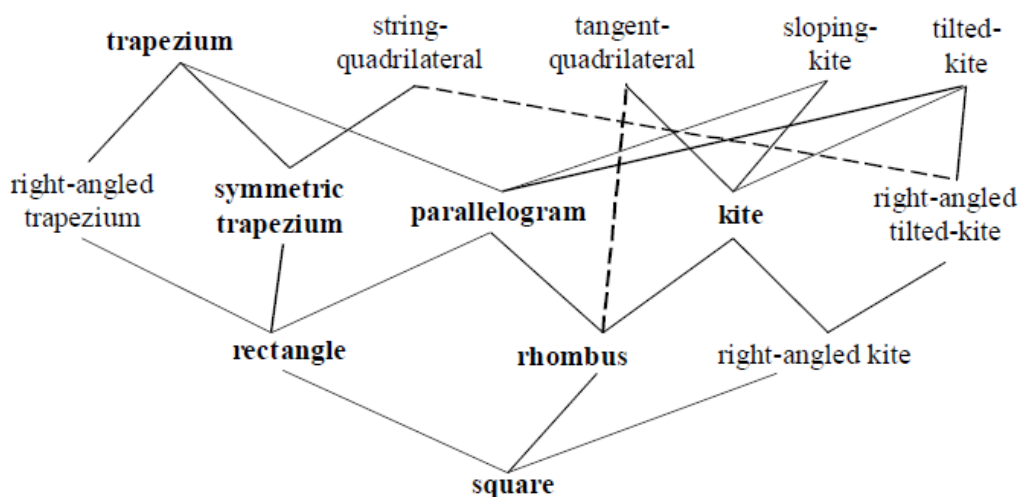 trapezium
string-
quadrilateral
tangent-
quadrilateral
sloping-
kite
tilted-
kite
right-angled
trapezium
symmetric
trapezium
parallelogram
kite
right-angled
tilted-kite
rectangle
rhombus
right-angled kite
square